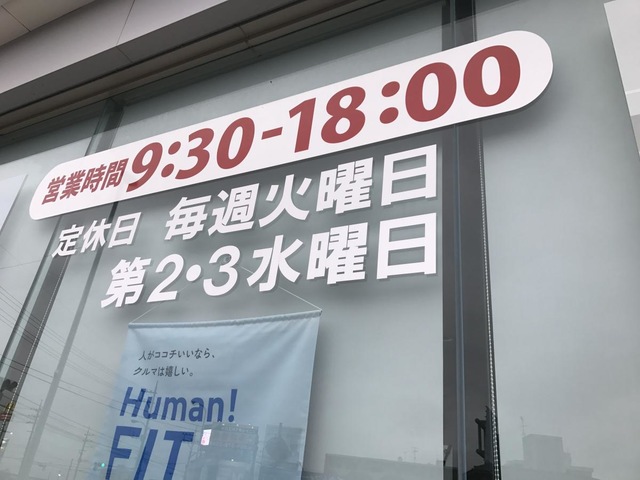 営業時間 9:30-18:00
定休日 毎週火曜日
第2・3水曜日
人がココチいいなら、
クルマは嬉しい。
Human!
FIT